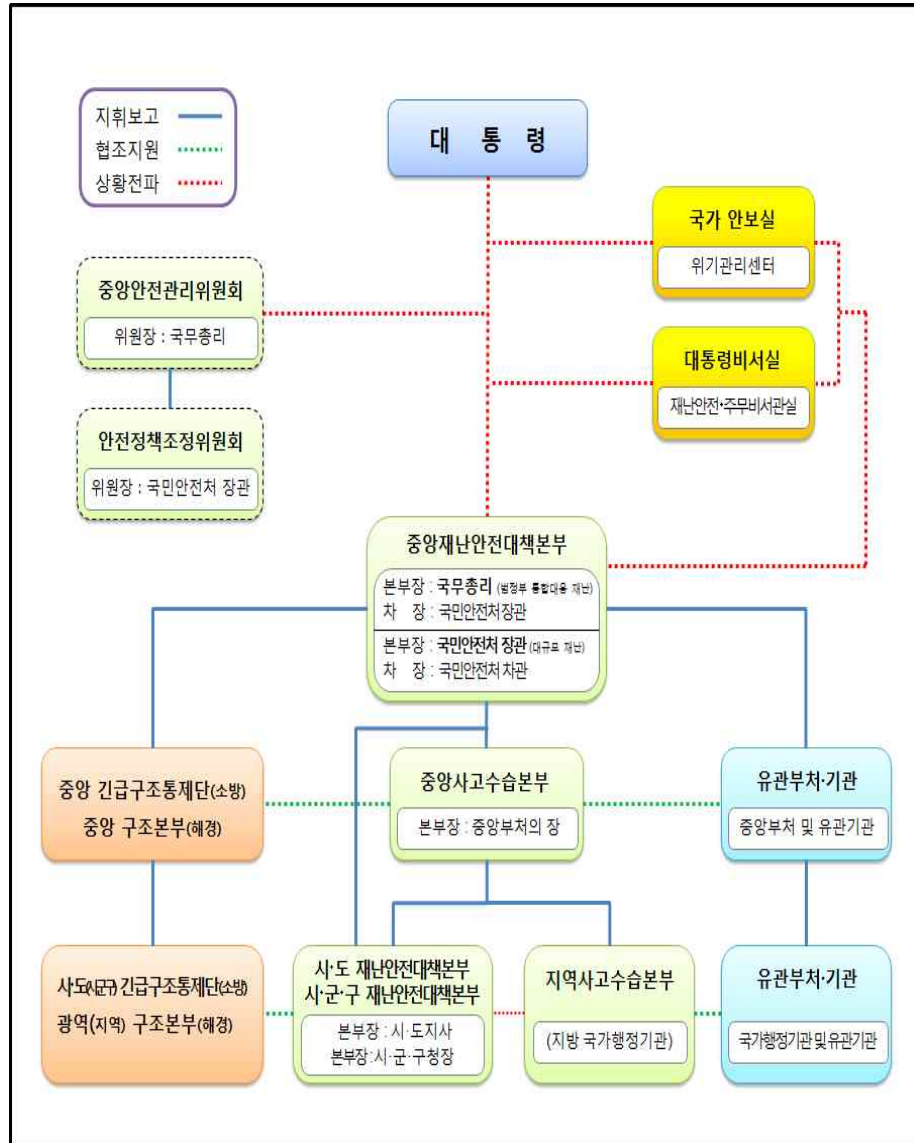 지휘보고
협조지원
상황전파
대 통 령
국가 안보실
위기관리센터
중앙안전관리위원회
위원장 : 국무총리
대통령비서실
재난안전·주무비서관실
안전정책조정위원회
위원장 : 국민안전처 장관
중앙재난안전대책본부
본부장 : 국무총리 (범정부 통합대응 재난)
차 장 : 국민안전처 장관
본부장 : 국민안전처 장관 (대규모 재난)
차 장 : 국민안전처 차관
중앙 긴급구조통제단(소방)
중앙 구조본부(해경)
중앙사고수습본부
본부장 : 중앙부처의 장
유관부처·기관
중앙부처 및 유관기관
시·도(시군구) 긴급구조통제단(소방)
광역(지역) 구조본부(해경)
시·도 재난안전대책본부
시·군·구 재난안전대책본부
본부장 : 시·도지사
본부장:시·군·구청장
지역사고수습본부
(지방 국가행정기관)
유관부처·기관
국가행정기관 및 유관기관